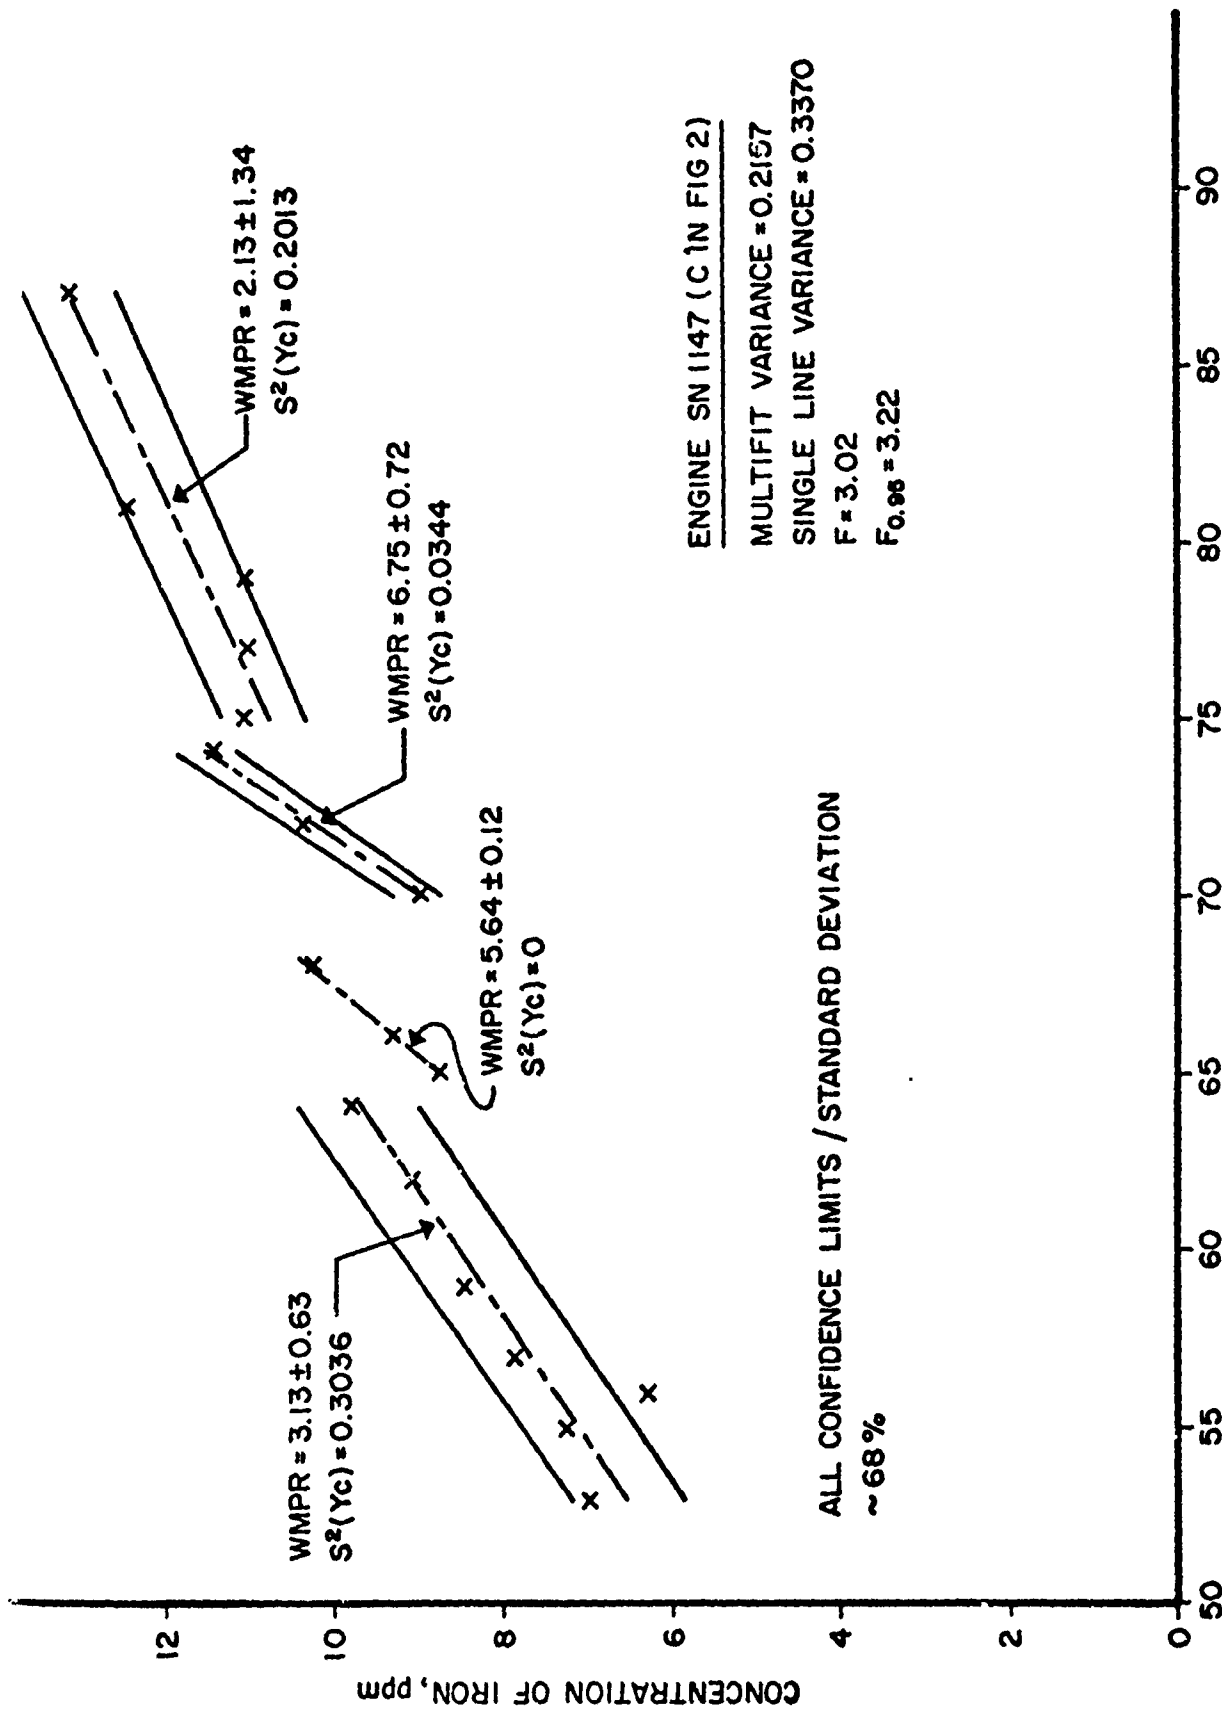 WMPR = 3.13 ± 0.63
S²(Yc) = 0.3036
WMPR = 5.64 ± 0.12
S²(Yc) = 0
WMPR = 6.75 ± 0.72
S²(Yc) = 0.0344
WMPR = 2.13 ± 1.34
S²(Yc) = 0.2013
ENGINE SN 1147 (C IN FIG 2)
MULTIFIT VARIANCE = 0.2157
SINGLE LINE VARIANCE = 0.3370
F = 3.02
F0.95 = 3.22
ALL CONFIDENCE LIMITS / STANDARD DEVIATION
~ 68%
CONCENTRATION OF IRON, ppm
12
10
8
6
4
2
0
50 55 60 65 70 75 80 85 90